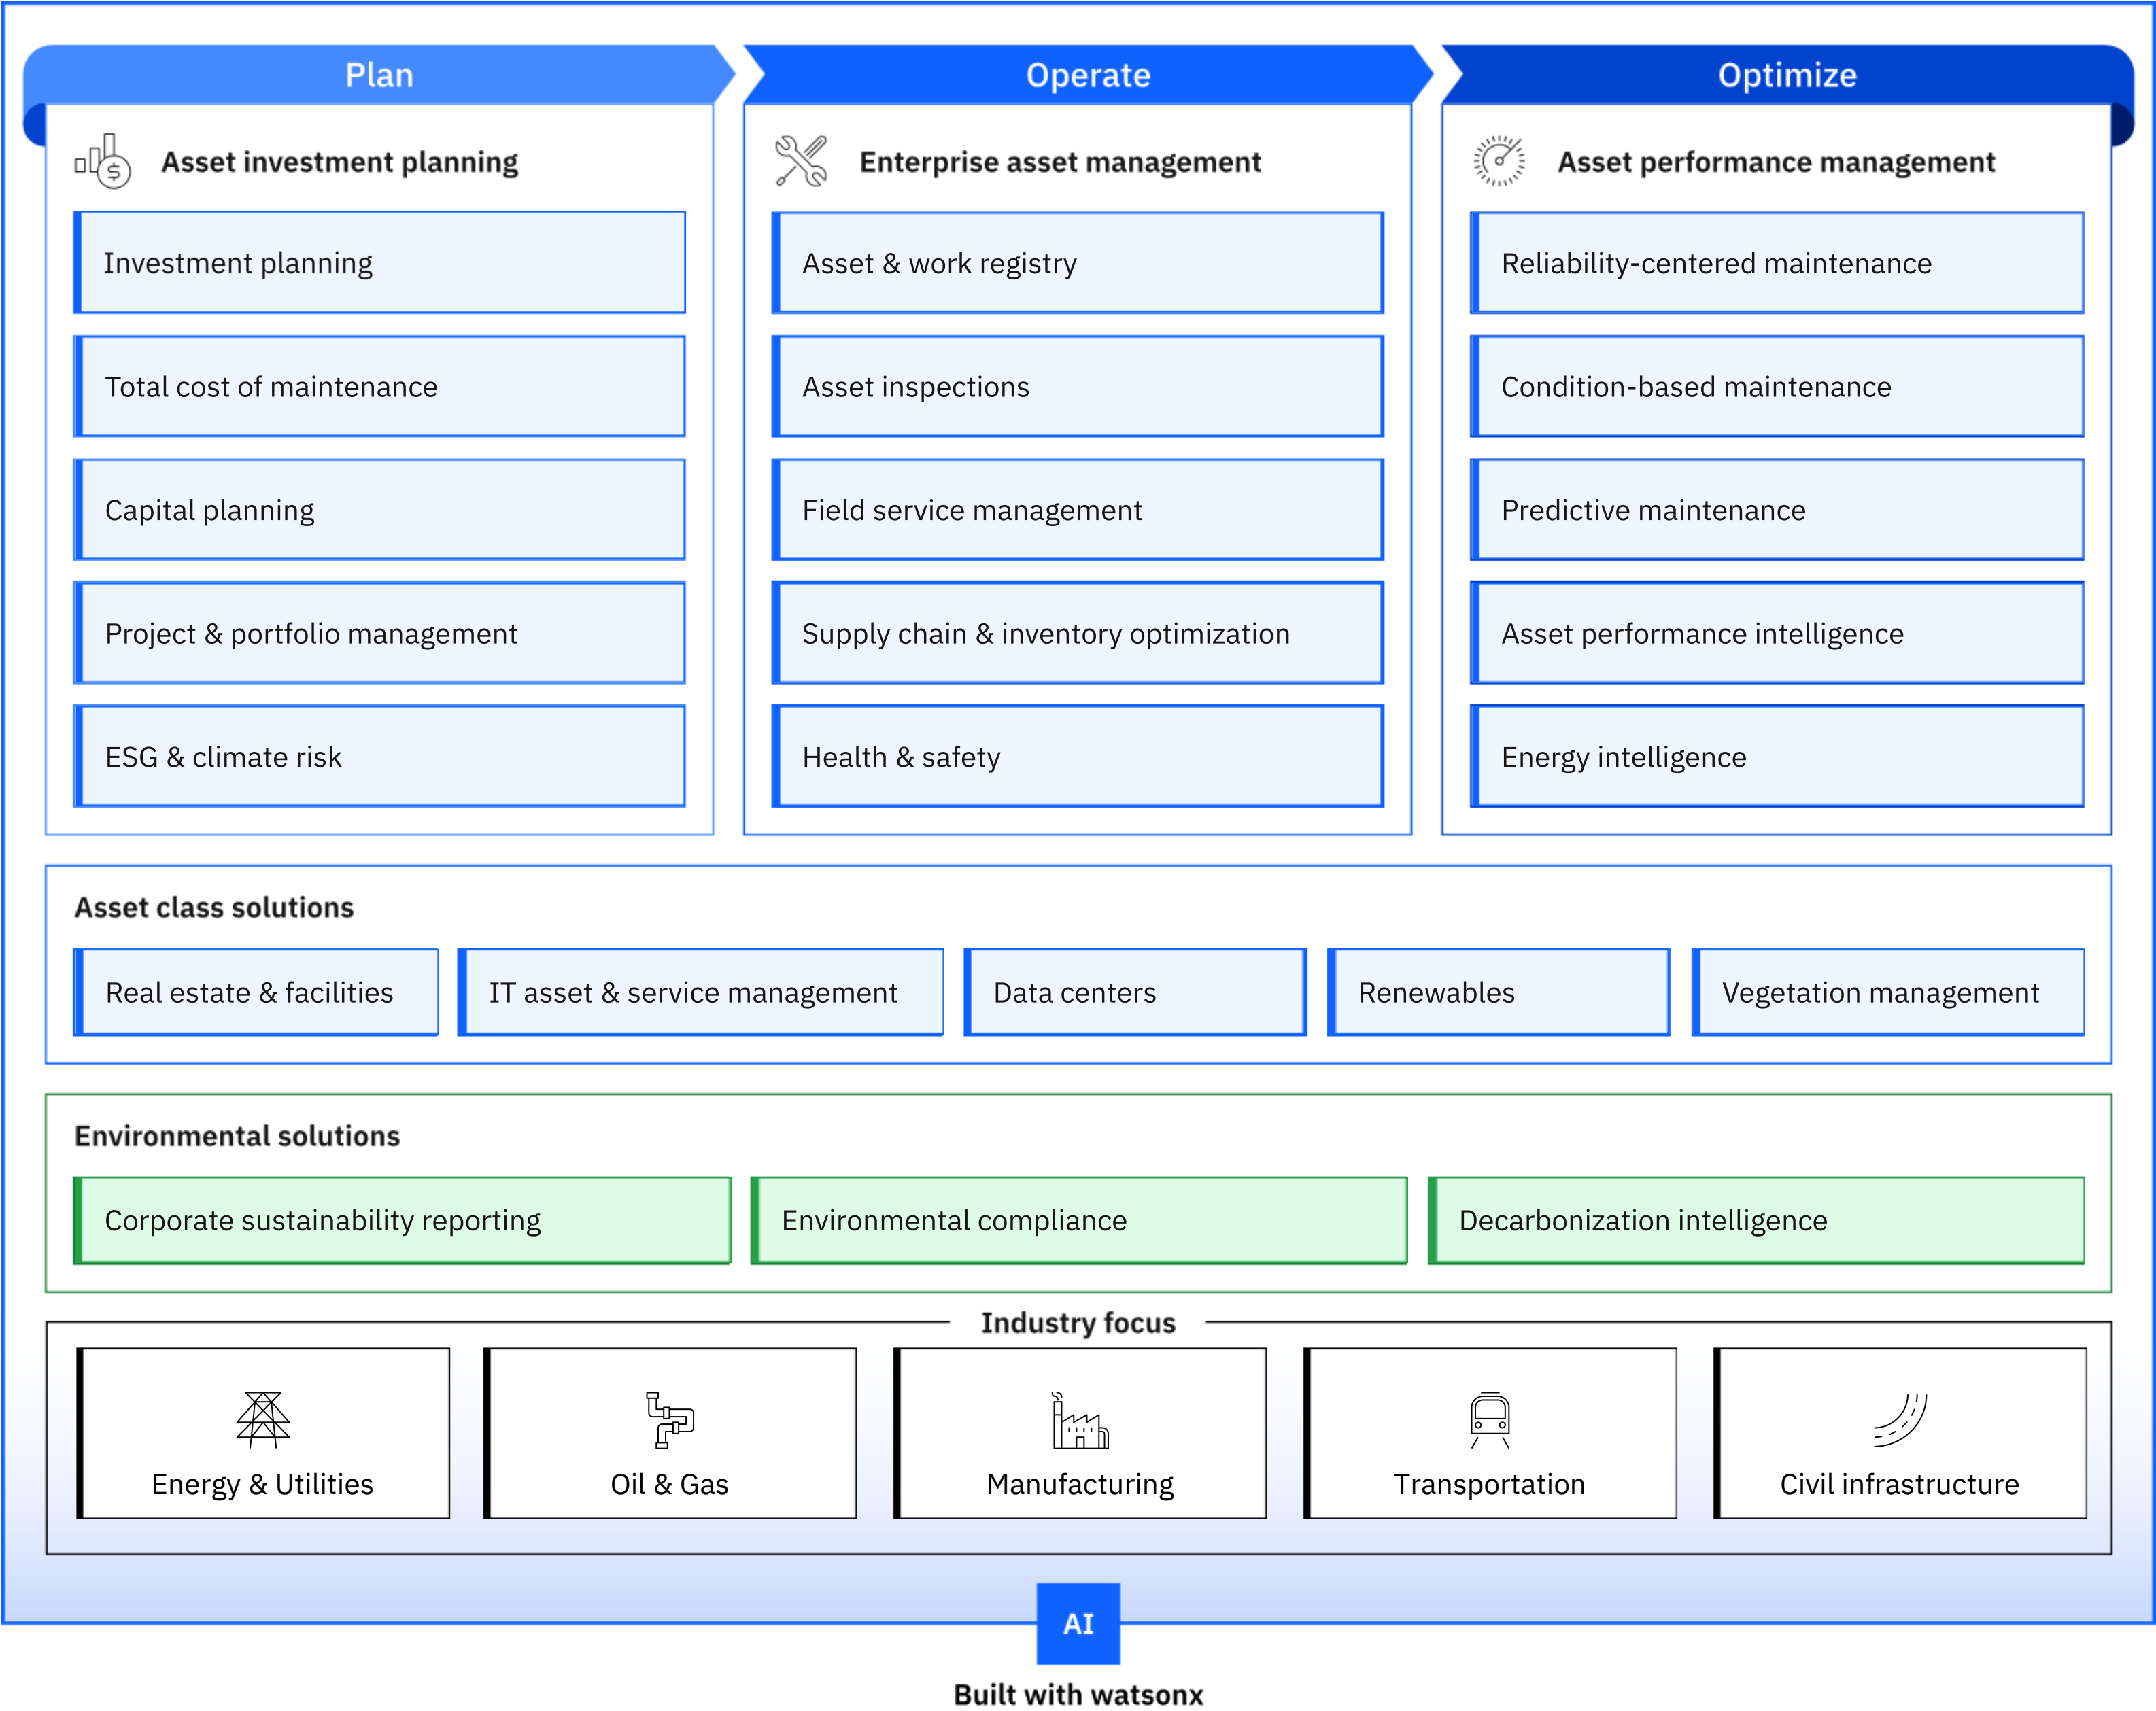 Plan
Operate
Optimize
Asset investment planning
Investment planning
Total cost of maintenance
Capital planning
Project & portfolio management
ESG & climate risk
Enterprise asset management
Asset & work registry
Asset inspections
Field service management
Supply chain & inventory optimization
Health & safety
Asset performance management
Reliability-centered maintenance
Condition-based maintenance
Predictive maintenance
Asset performance intelligence
Energy intelligence
Asset class solutions
Real estate & facilities
IT asset & service management
Data centers
Renewables
Vegetation management
Environmental solutions
Corporate sustainability reporting
Environmental compliance
Decarbonization intelligence
Industry focus
Energy & Utilities
Oil & Gas
Manufacturing
Transportation
Civil infrastructure
AI
Built with watsonx